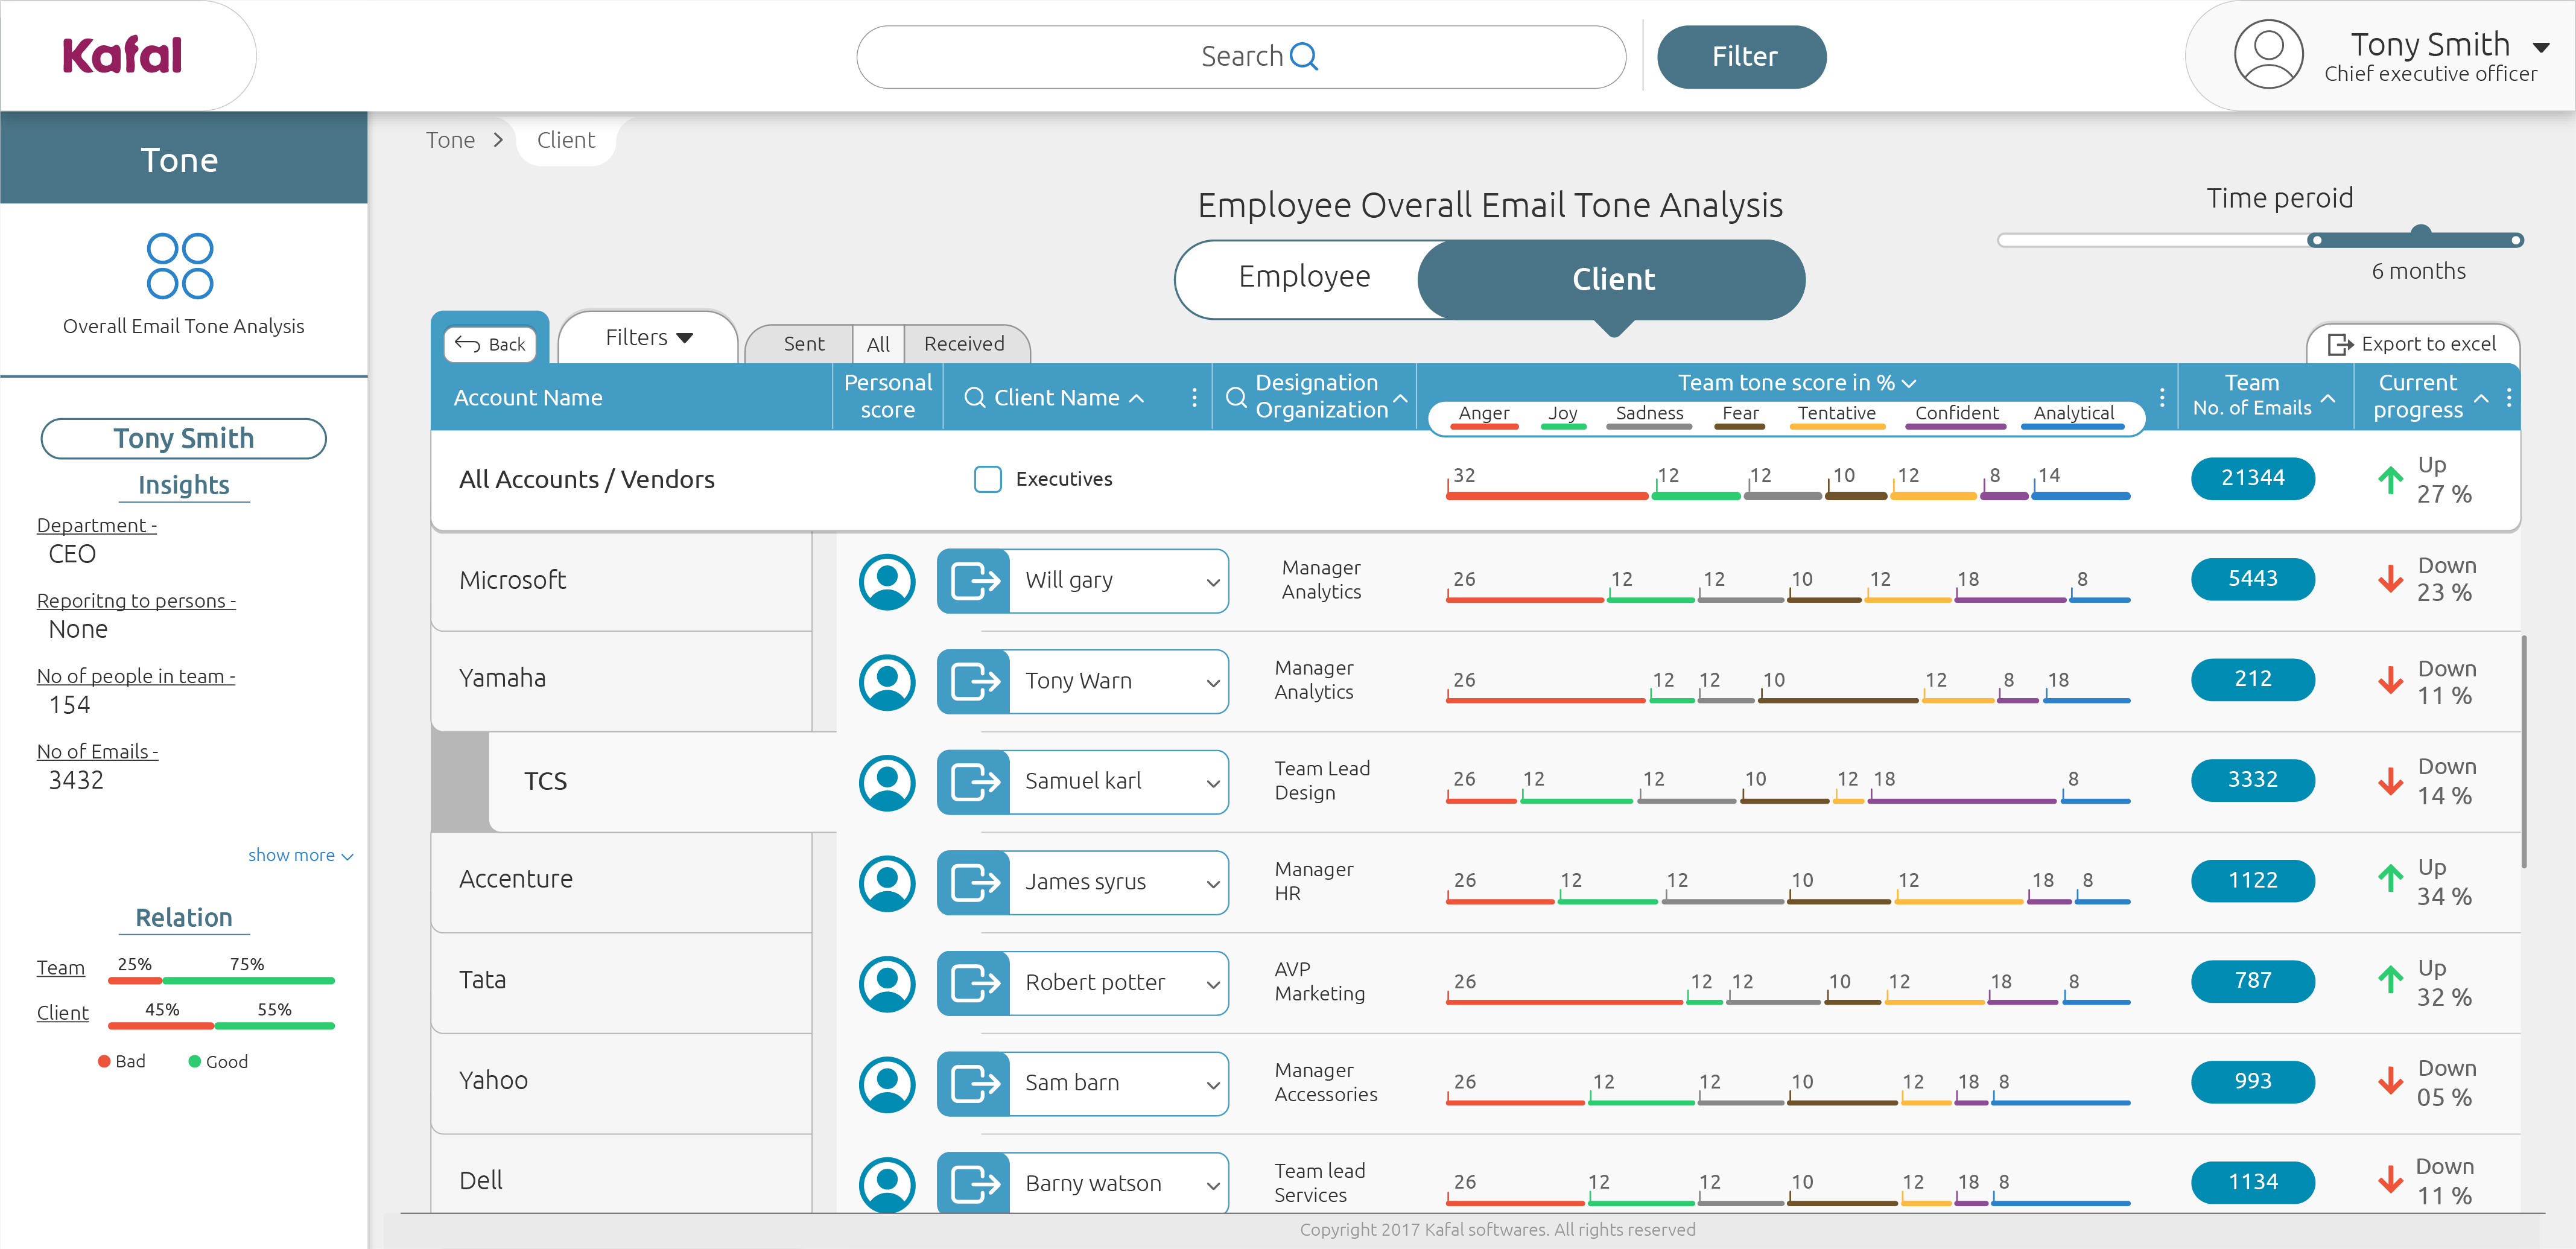 Kafal
Search
Filter
Tony Smith
Chief executive officer
Tone
Tone > Client
Overall Email Tone Analysis
Employee Overall Email Tone Analysis
Time peroid
6 months
Employee
Client
Back
Filters
Sent
All
Received
Export to excel
Account Name
Personal
score
Client Name
Designation
Organization
Team tone score in %
Anger Joy Sadness Fear Tentative Confident Analytical
Team
No. of Emails
Current
progress
Tony Smith
Insights
Department -
CEO
Reporitng to persons -
None
No of people in team -
154
No of Emails -
3432
show more
Relation
Team 25% 75%
Client 45% 55%
Bad Good
All Accounts / Vendors
Executives
32 12 12 10 12 8 14
21344
Up
27 %
Microsoft
Will gary
Manager
Analytics
26 12 12 10 12 18 8
5443
Down
23 %
Yamaha
Tony Warn
Manager
Analytics
26 12 12 10 12 8 18
212
Down
11 %
TCS
Samuel karl
Team Lead
Design
26 12 12 10 12 18 8
3332
Down
14 %
Accenture
James syrus
Manager
HR
26 12 12 10 12 18 8
1122
Up
34 %
Tata
Robert potter
AVP
Marketing
26 12 12 10 12 18 8
787
Up
32 %
Yahoo
Sam barn
Manager
Accessories
26 12 12 10 12 18 8
993
Down
05 %
Dell
Barny watson
Team lead
Services
26 12 12 10 12 18 8
1134
Down
11 %
Copyright 2017 Kafal softwares. All rights reserved